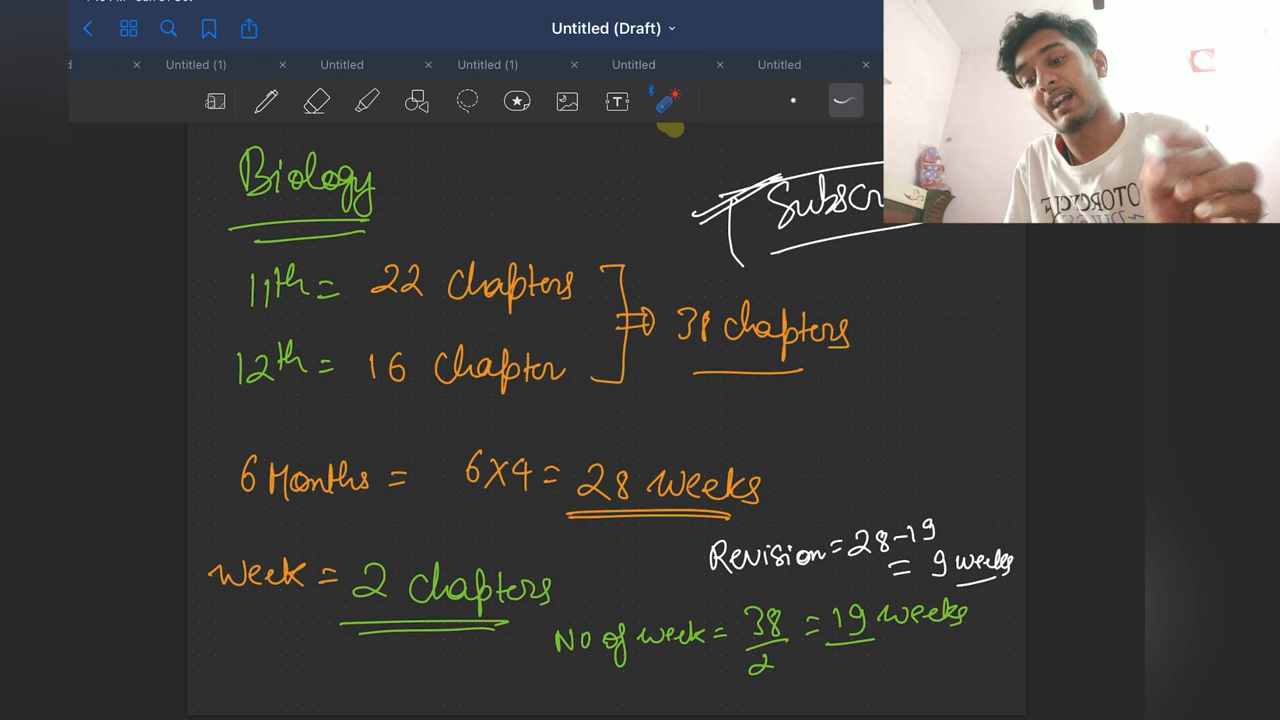 Untitled (Draft)
Untitled (1)
Untitled
Untitled (1)
Untitled
Untitled
Biology
Subscr
11th = 22 chapters
38 chapters
12th = 16 Chapter
6 Months = 6x4 = 28 weeks
Revision = 28-19
= 9 weeks
week = 2 chapters
No of week = 38/2 = 19 weeks